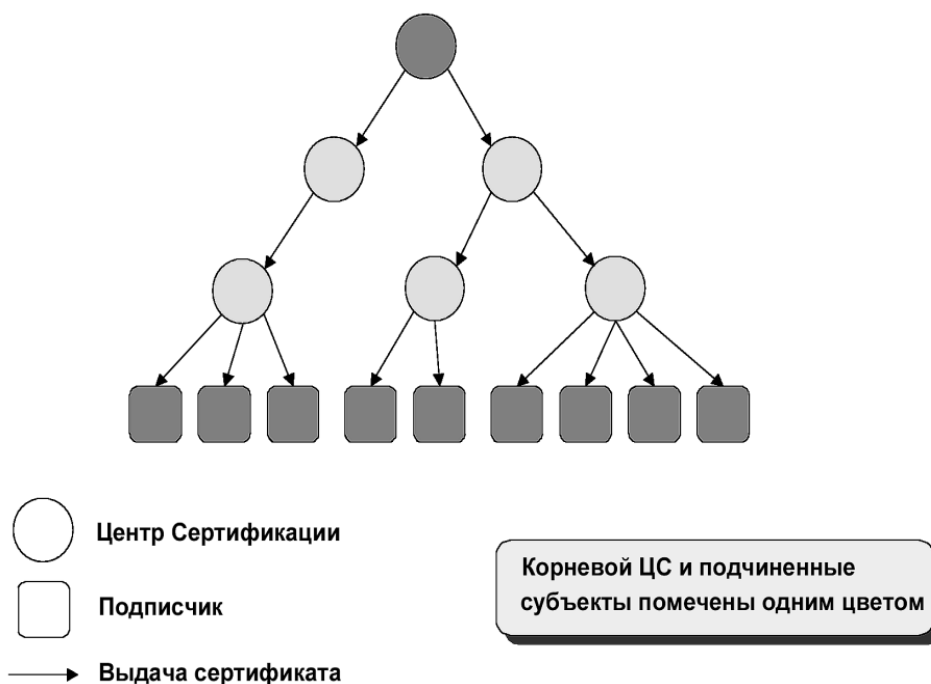 Центр Сертификации
Подписчик
Выдача сертификата
Корневой ЦС и подчиненные
субъекты помечены одним цветом